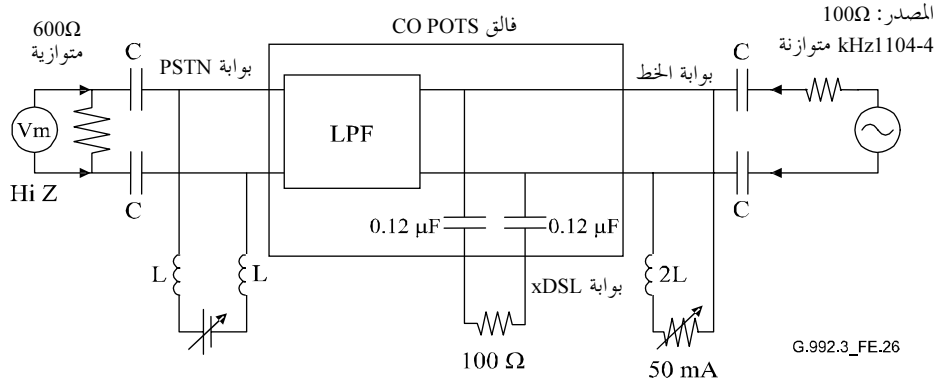 المصدر: 100Ω
kHz1104-4 متوازنة
فالق CO POTS
600Ω
متوازية
C
بوابة PSTN
بوابة الخط
C
Vm
LPF
Hi Z
C
C
0.12 µF
0.12 µF
L
L
بوابة xDSL
2L
100 Ω
50 mA
G.992.3_FE.26